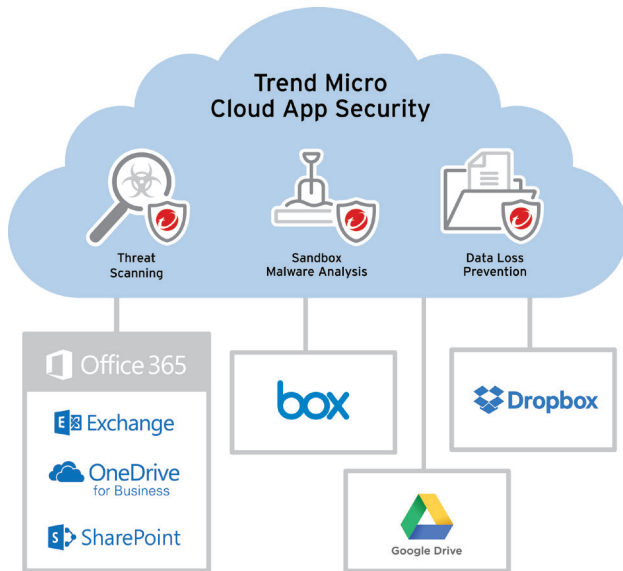 Trend Micro
Cloud App Security
Threat
Scanning
Sandbox
Malware Analysis
Data Loss
Prevention
Office 365
E Exchange
OneDrive
for Business
S SharePoint
box
Dropbox
Google Drive